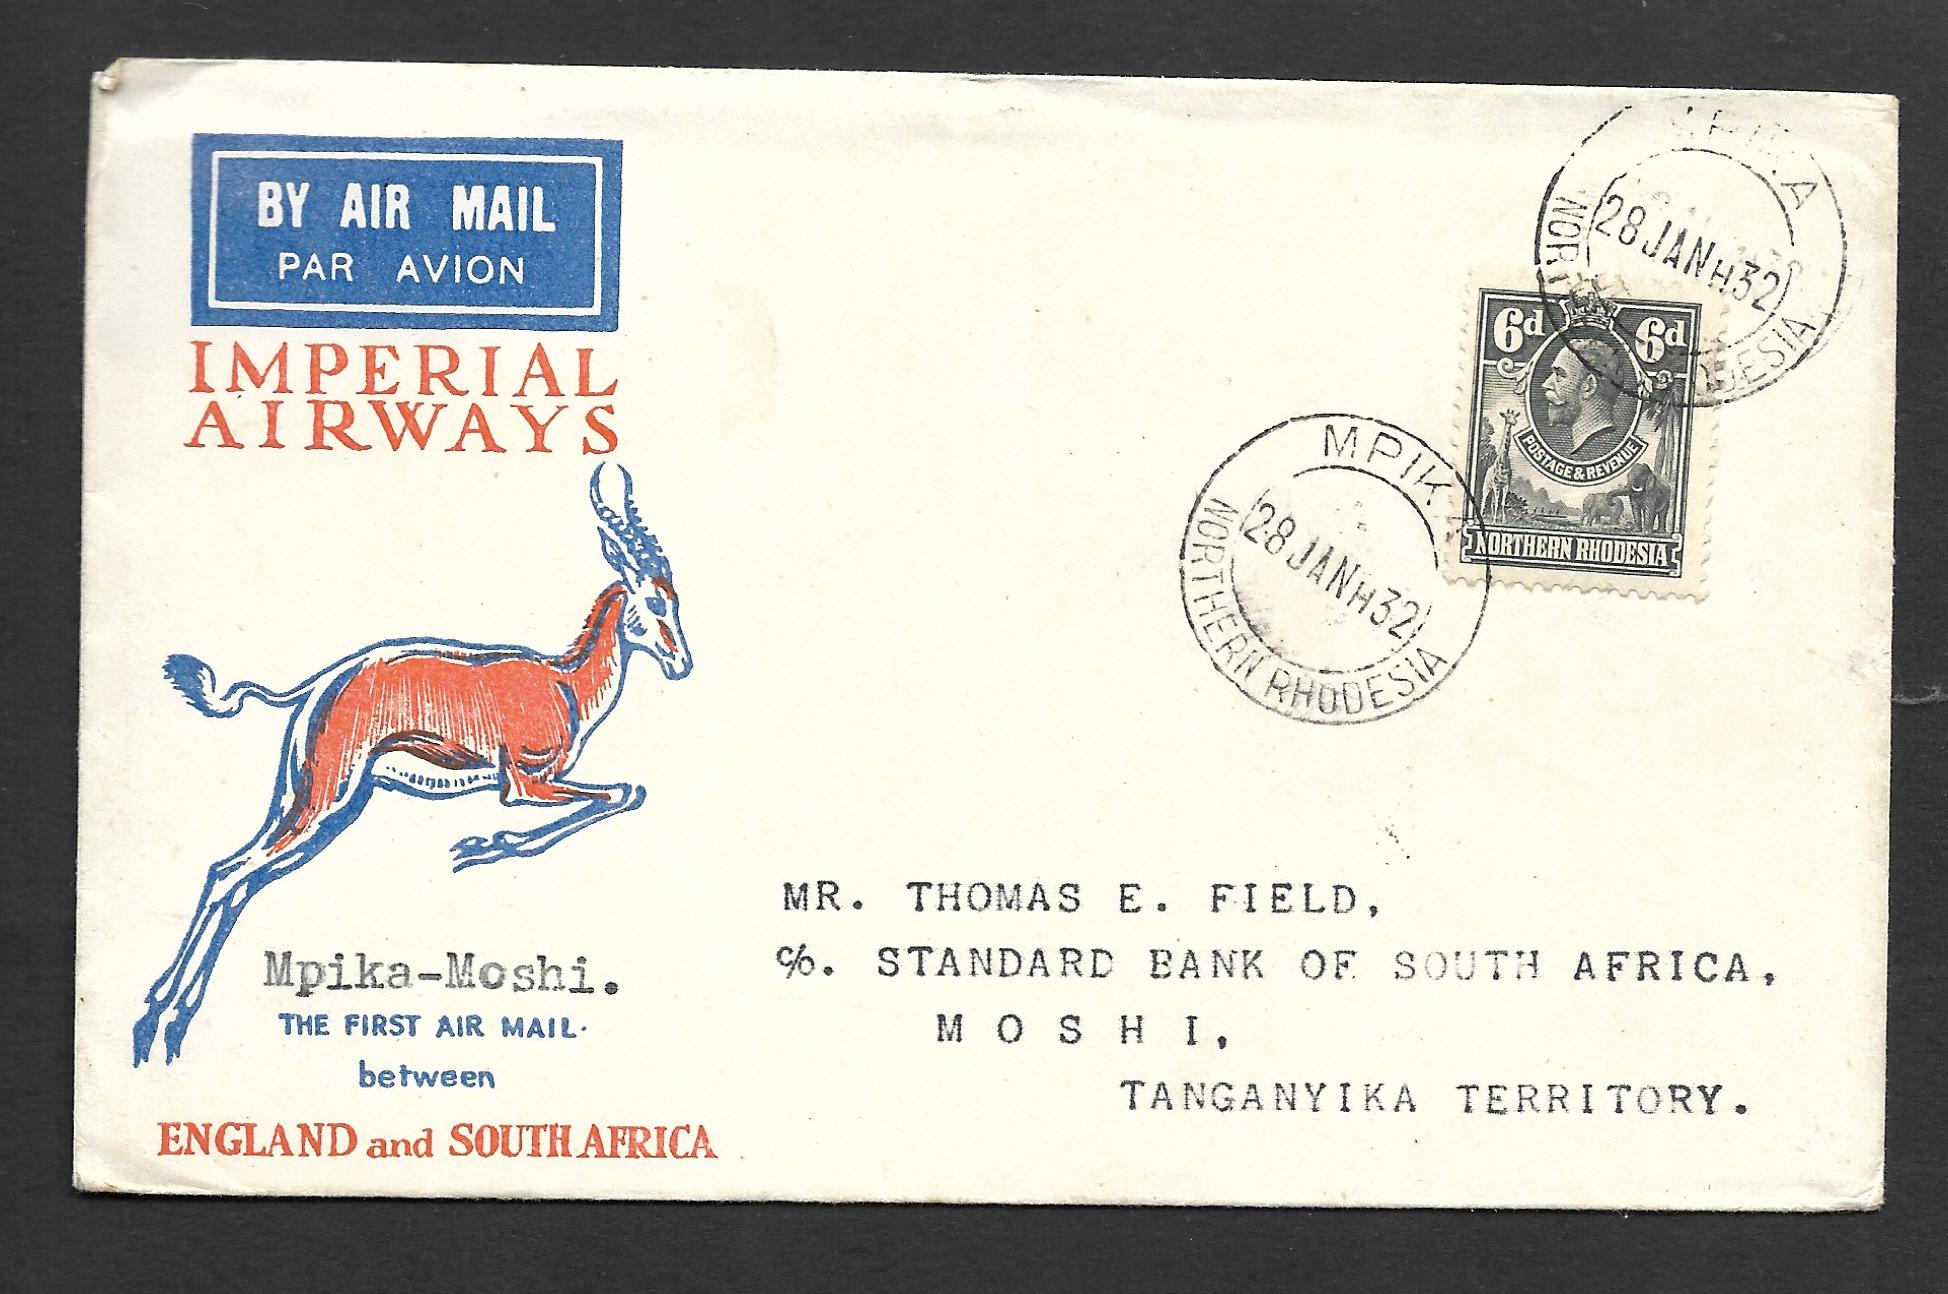 BY AIR MAIL
PAR AVION
IMPERIAL
AIRWAYS
Mpika-Moshi.
THE FIRST AIR MAIL.
between
ENGLAND and SOUTH AFRICA
MPIKA
28 JAN H 32
NORTHERN RHODESIA
6d 6d
POSTAGE & REVENUE
NORTHERN RHODESIA
MPIKA
28 JAN H 32
NORTHERN RHODESIA
MR. THOMAS E. FIELD,
c/o. STANDARD BANK OF SOUTH AFRICA,
M O S H I,
TANGANYIKA TERRITORY.